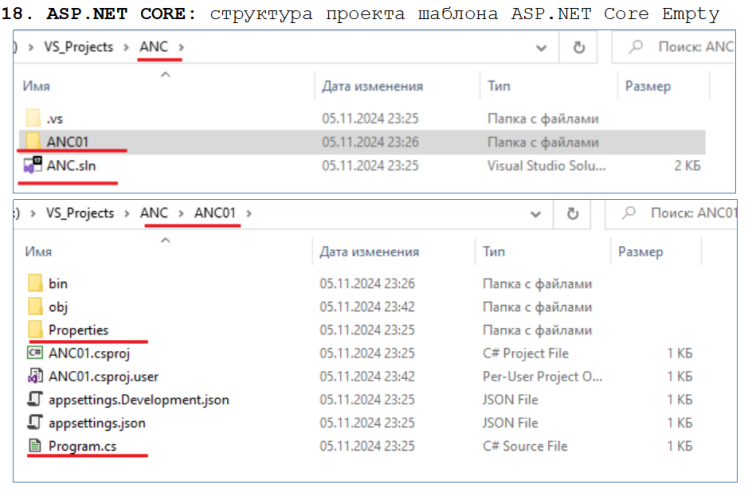 18. ASP.NET CORE: структура проекта шаблона ASP.NET Core Empty
) › VS_Projects › ANC ›
Поиск: ANC
Имя Дата изменения Тип Размер
.vs 05.11.2024 23:25 Папка с файлами
ANC01 05.11.2024 23:26 Папка с файлами
ANC.sln 05.11.2024 23:25 Visual Studio Solu... 2 КБ
:) › VS_Projects › ANC › ANC01 ›
Поиск: ANC01
Имя Дата изменения Тип Размер
bin 05.11.2024 23:26 Папка с файлами
obj 05.11.2024 23:42 Папка с файлами
Properties 05.11.2024 23:25 Папка с файлами
C# ANC01.csproj 05.11.2024 23:25 C# Project File 1 КБ
ANC01.csproj.user 05.11.2024 23:42 Per-User Project O... 1 КБ
appsettings.Development.json 05.11.2024 23:25 JSON File 1 КБ
appsettings.json 05.11.2024 23:25 JSON File 1 КБ
Program.cs 05.11.2024 23:25 C# Source File 1 КБ